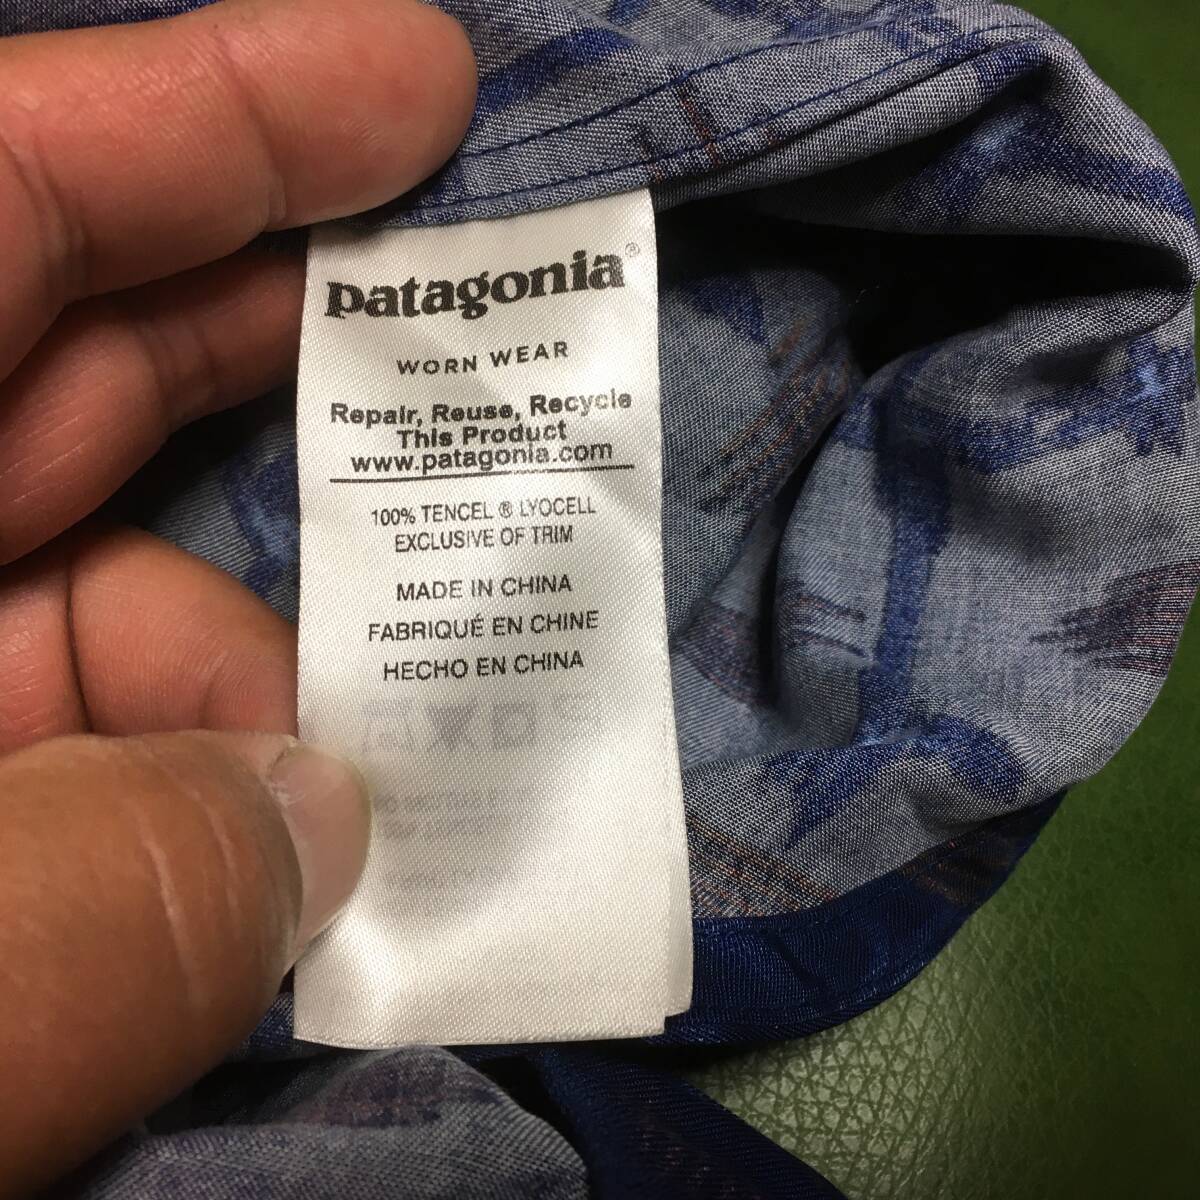 patagonia®
WORN WEAR
Repair, Reuse, Recycle
This Product
www.patagonia.com
100% TENCEL ® LYOCELL
EXCLUSIVE OF TRIM
MADE IN CHINA
FABRIQUÉ EN CHINE
HECHO EN CHINA